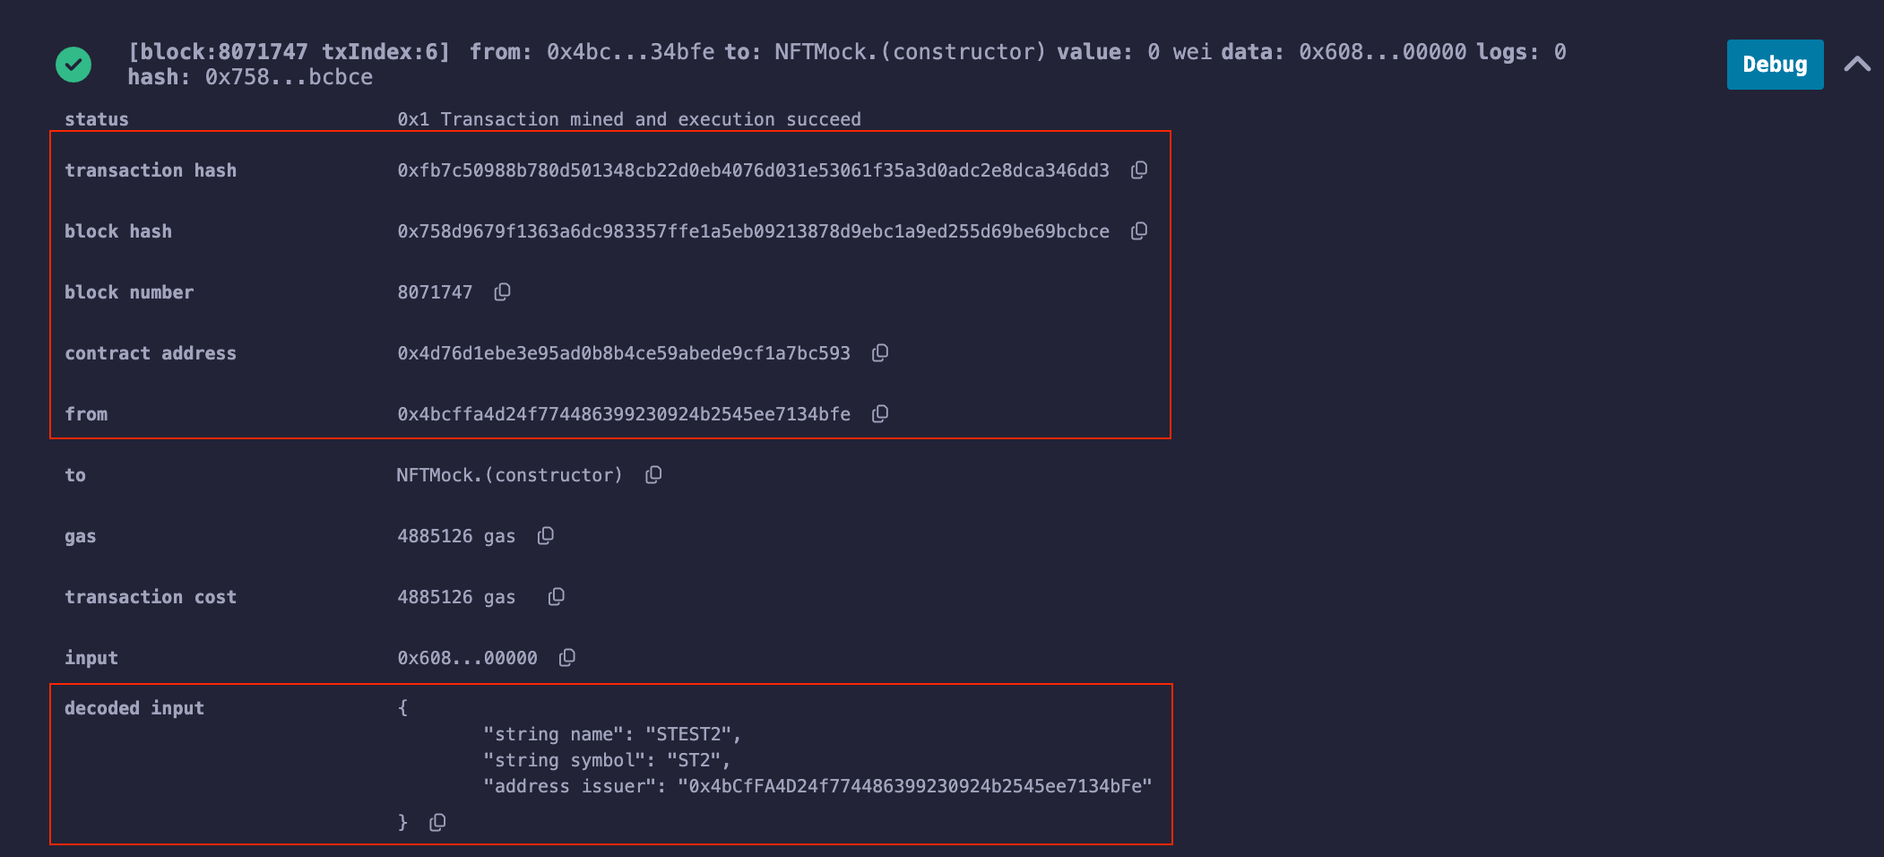 [block:8071747 txIndex:6] from: 0x4bc...34bfe to: NFTMock.(constructor) value: 0 wei data: 0x608...00000 logs: 0
hash: 0x758...bcbce
Debug
status 0x1 Transaction mined and execution succeed
transaction hash 0xfb7c50988b780d501348cb22d0eb4076d031e53061f35a3d0adc2e8dca346dd3
block hash 0x758d9679f1363a6dc983357ffe1a5eb09213878d9ebc1a9ed255d69be69bcbce
block number 8071747
contract address 0x4d76d1ebe3e95ad0b8b4ce59abede9cf1a7bc593
from 0x4bcffa4d24f774486399230924b2545ee7134bfe
to NFTMock.(constructor)
gas 4885126 gas
transaction cost 4885126 gas
input 0x608...00000
decoded input {
"string name": "STEST2",
"string symbol": "ST2",
"address issuer": "0x4bCfFA4D24f774486399230924b2545ee7134bFe"
}